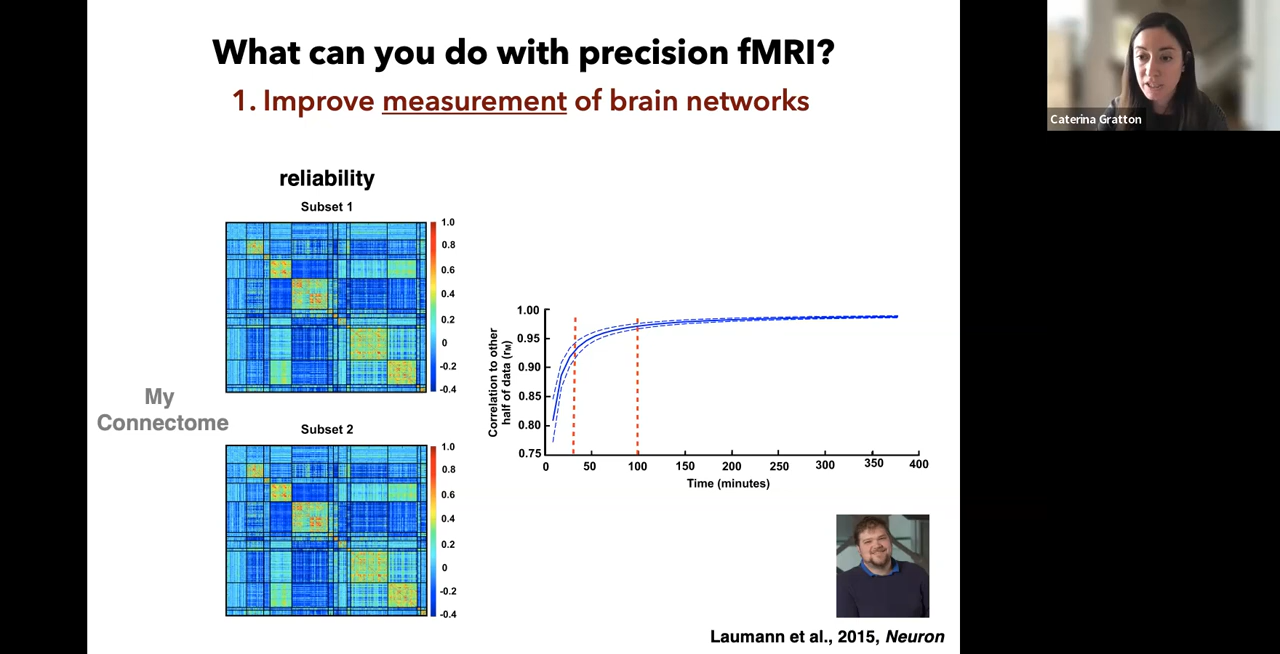 What can you do with precision fMRI?
1. Improve measurement of brain networks
Caterina Gratton
reliability
Subset 1
1.0
0.8
0.6
0.4
0.2
0
-0.2
-0.4
My
Connectome
Subset 2
1.0
0.8
0.6
0.4
0.2
0
-0.2
-0.4
Correlation to other
half of data (rM)
1.00
0.95
0.90
0.85
0.80
0.75
0 50 100 150 200 250 300 350 400
Time (minutes)
Laumann et al., 2015, Neuron